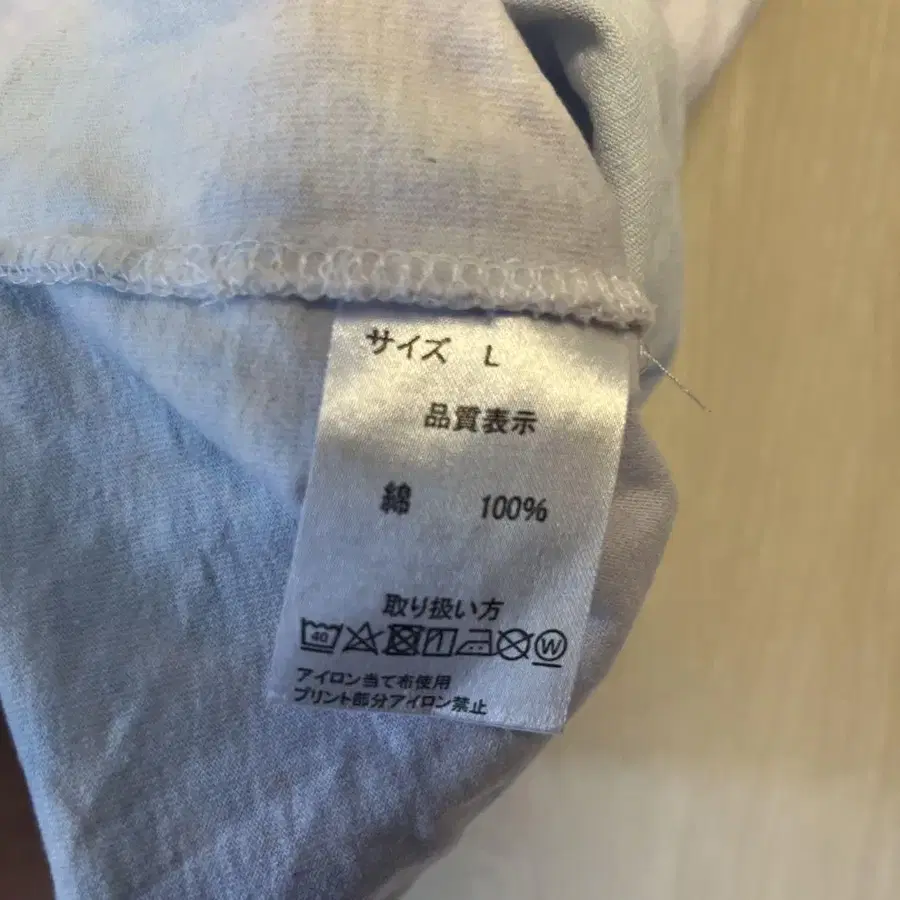 サイズ L
品質表示
綿 100%
取り扱い方
40 W
アイロン当て布使用
プリント部分アイロン禁止